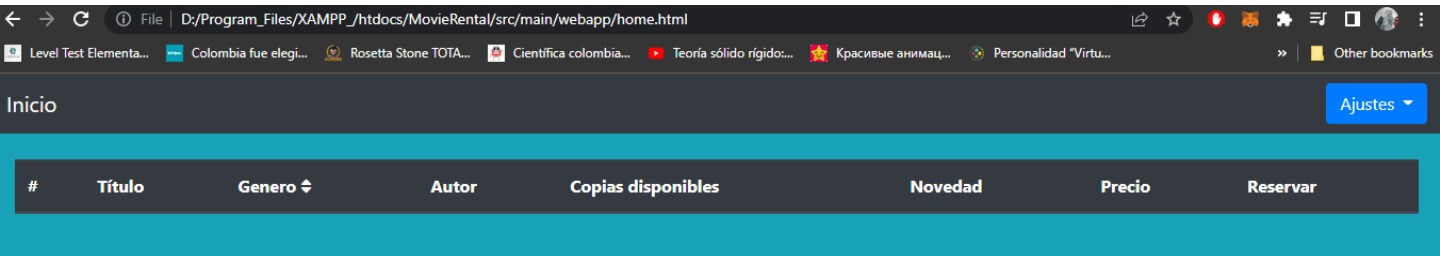 File D:/Program_Files/XAMPP_/htdocs/MovieRental/src/main/webapp/home.html
Level Test Elementa... Colombia fue elegi... Rosetta Stone TOTA... Científica colombia... Teoría sólido rígido:... Красивые анимац... Personalidad "Virtu... » Other bookmarks
Inicio Ajustes
# Título Genero Autor Copias disponibles Novedad Precio Reservar